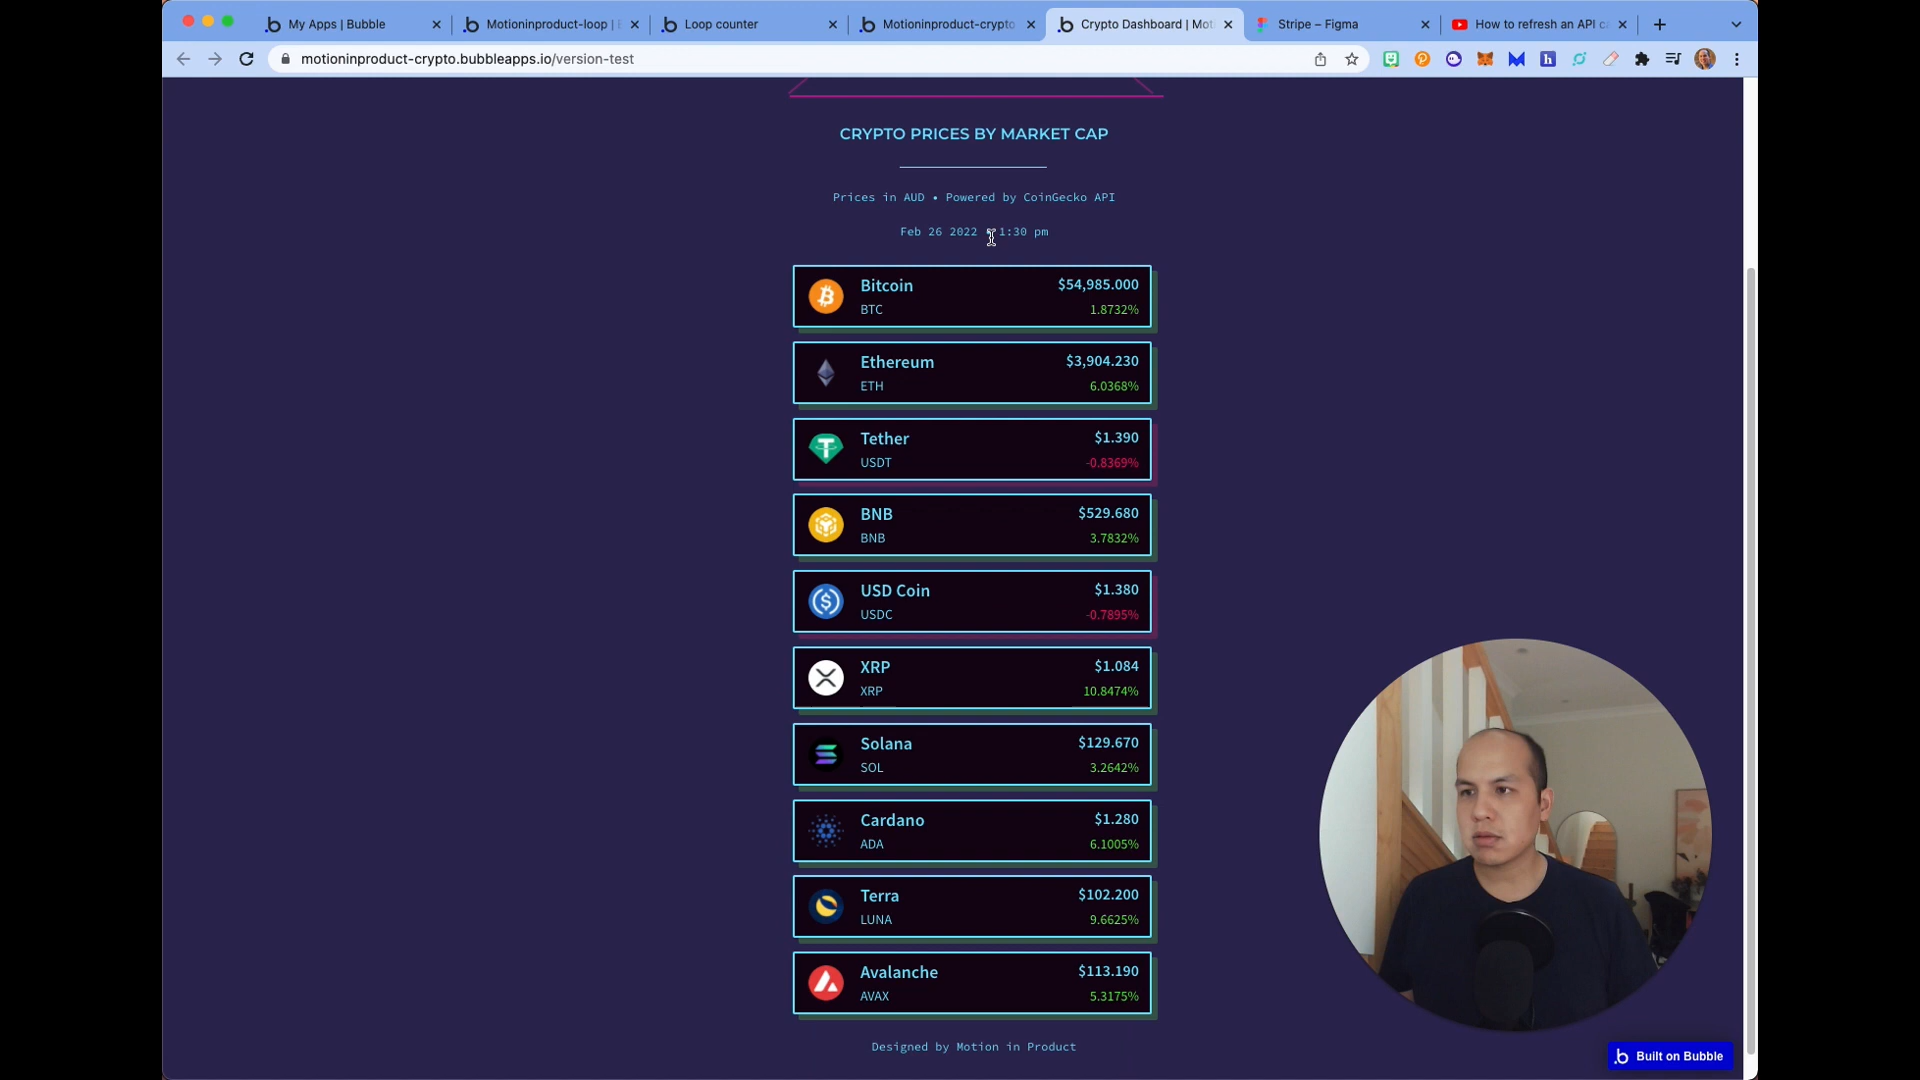 My Apps | Bubble
Motioninproduct-loop |
Loop counter
Motioninproduct-crypto
Crypto Dashboard | Mot
Stripe – Figma
How to refresh an API ca
motioninproduct-crypto.bubbleapps.io/version-test
CRYPTO PRICES BY MARKET CAP
Prices in AUD • Powered by CoinGecko API
Feb 26 2022 1:30 pm
Bitcoin $54,985.000
BTC 1.8732%
Ethereum $3,904.230
ETH 6.0368%
Tether $1.390
USDT -0.8369%
BNB $529.680
BNB 3.7832%
USD Coin $1.380
USDC -0.7895%
XRP $1.084
XRP 10.8474%
Solana $129.670
SOL 3.2642%
Cardano $1.280
ADA 6.1005%
Terra $102.200
LUNA 9.6625%
Avalanche $113.190
AVAX 5.3175%
Designed by Motion in Product
Built on Bubble